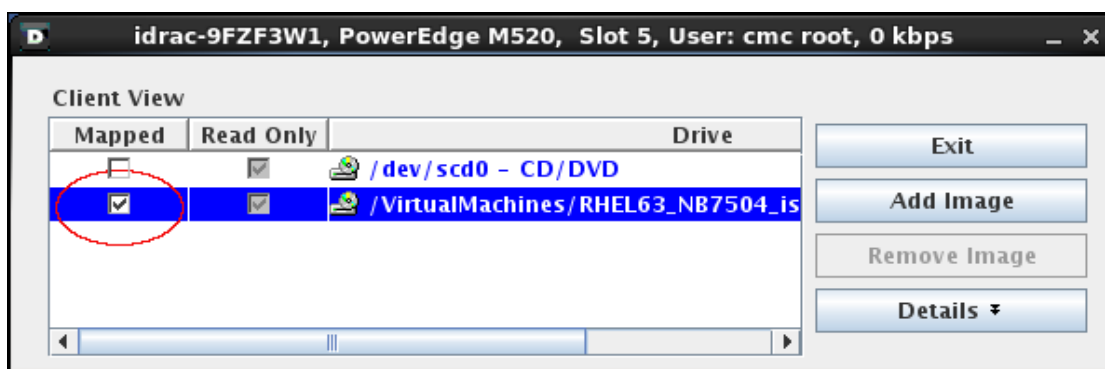 D idrac-9FZF3W1, PowerEdge M520, Slot 5, User: cmc root, 0 kbps
Client View
Mapped Read Only Drive
/dev/scd0 - CD/DVD
/VirtualMachines/RHEL63_NB7504_is
Exit
Add Image
Remove Image
Details